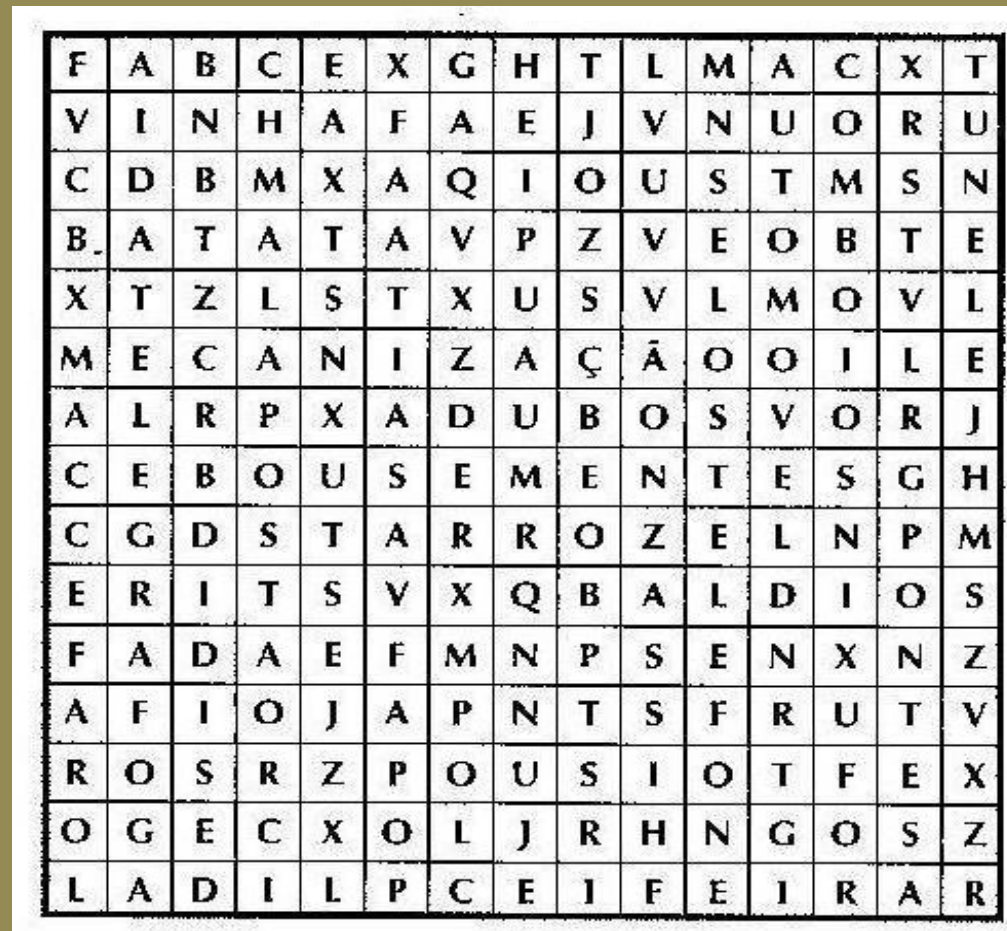 F A B C E X G H T L M A C X T
V I N H A F A E J V N U O R U
C D B M X A Q I O U S T M S N
B A T A T A V P Z V E O B T E
X T Z L S T X U S V L M O V L
M E C A N I Z A Ç Ã O O I L E
A L R P X A D U B O S V O R J
C E B O U S E M E N T E S G H
C G D S T A R R O Z E L N P M
E R I T S V X Q B A L D I O S
F A D A E F M N P S E N X N Z
A F I O J A P N T S F R U T V
R O S R Z P O U S I O T F E X
O G E C X O L J R H N G O S Z
L A D I L P C E I F E I R A R